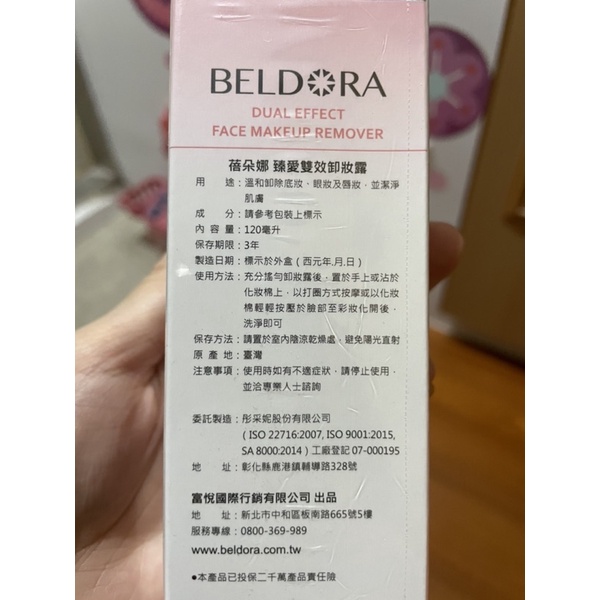 BELDORA
DUAL EFFECT
FACE MAKEUP REMOVER
蓓朵娜 臻愛雙效卸妝露
用　　途：溫和卸除底妝、眼妝及唇妝，並潔淨
肌膚
成　　分：請參考包裝上標示
內 容 量：120毫升
保存期限：3年
製造日期：標示於外盒（西元年.月.日）
使用方法：充分搖勻卸妝露後，置於手上或沾於
化妝棉上，以打圈方式按摩或以化妝
棉輕輕按壓於臉部至彩妝化開後，
洗淨即可
保存方法：請置於室內陰涼乾燥處，避免陽光直射
原 產 地：臺灣
注意事項：使用時如有不適症狀，請停止使用，
並洽專業人士諮詢
委託製造：彤采妮股份有限公司
（ISO 22716:2007, ISO 9001:2015,
SA 8000:2014）工廠登記 07-000195
地　　址：彰化縣鹿港鎮輔導路328號
富悅國際行銷有限公司 出品
地　　址：新北市中和區板南路665號5樓
服務專線：0800-369-989
www.beldora.com.tw
●本產品已投保二千萬產品責任險